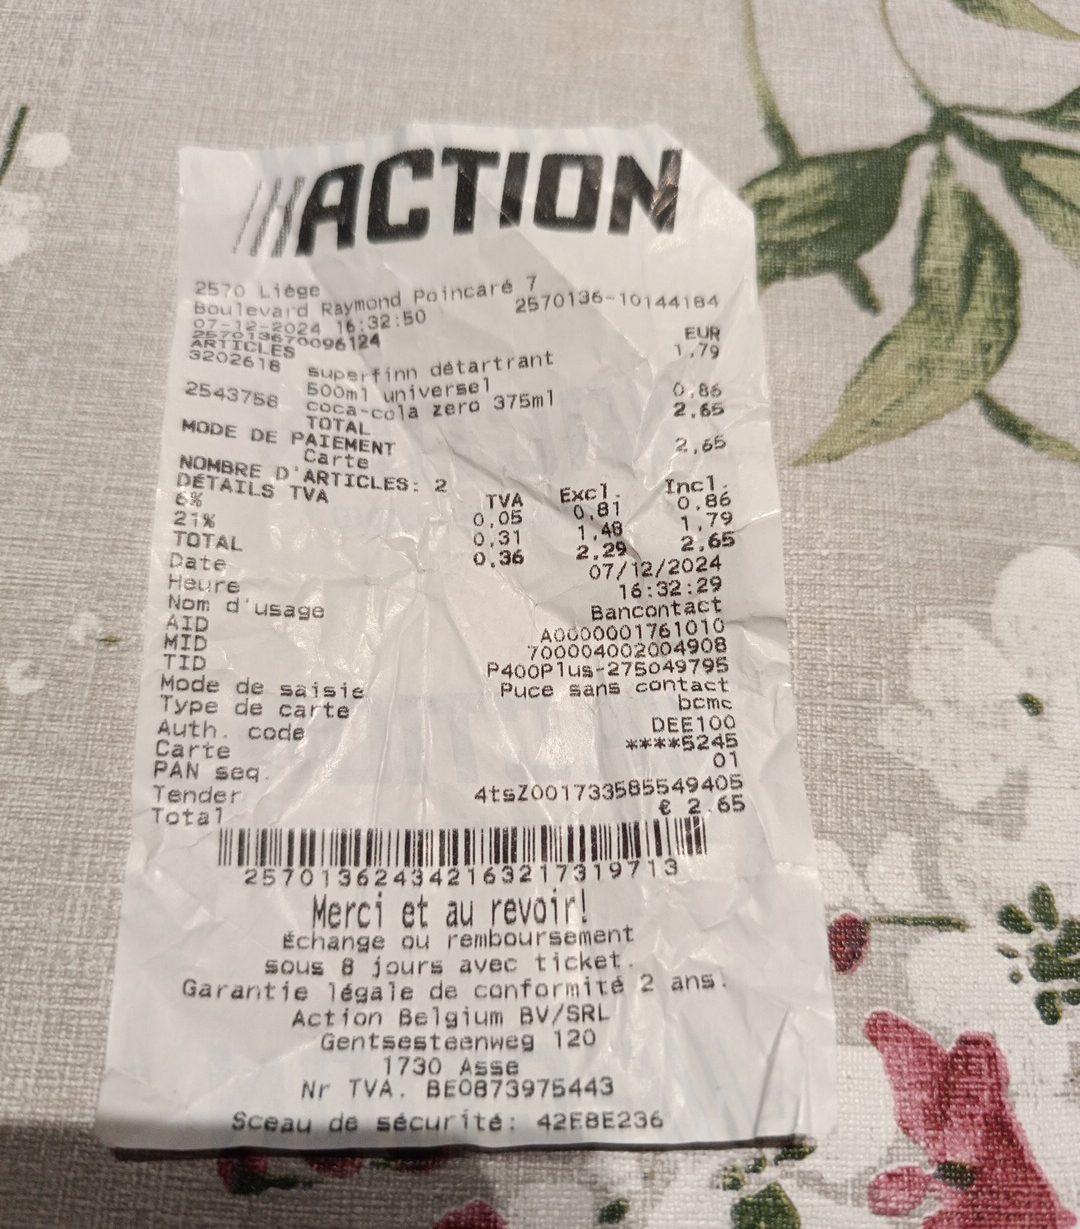 ACTION
2570 Liège
Boulevard Raymond Poincaré 7
07-12-2024 16:32:50 2570136-10144184
257013670096124
ARTICLES EUR
3202618 superfinn détartrant 1,79
500ml universel
2543758 coca-cola zero 375ml 0,86
TOTAL 2,65
MODE DE PAIEMENT
Carte 2,65
NOMBRE D'ARTICLES: 2
DÉTAILS TVA TVA Excl. Incl.
6% 0,05 0,81 0,86
21% 0,31 1,48 1,79
TOTAL 0,36 2,29 2,65
Date 07/12/2024
Heure 16:32:29
Nom d'usage Bancontact
AID A0000001761010
MID 700004002004908
TID P400Plus-275049795
Mode de saisie Puce sans contact
Type de carte bcmc
Auth. code DEE100
Carte ****5245
PAN seq. 01
Tender 4tsZ001733585549405
Total € 2.65
257013624342163217319713
Merci et au revoir!
Échange ou remboursement
sous 8 jours avec ticket.
Garantie légale de conformité 2 ans.
Action Belgium BV/SRL
Gentsesteenweg 120
1730 Asse
Nr TVA. BE0873975443
Sceau de sécurité: 42E8E236